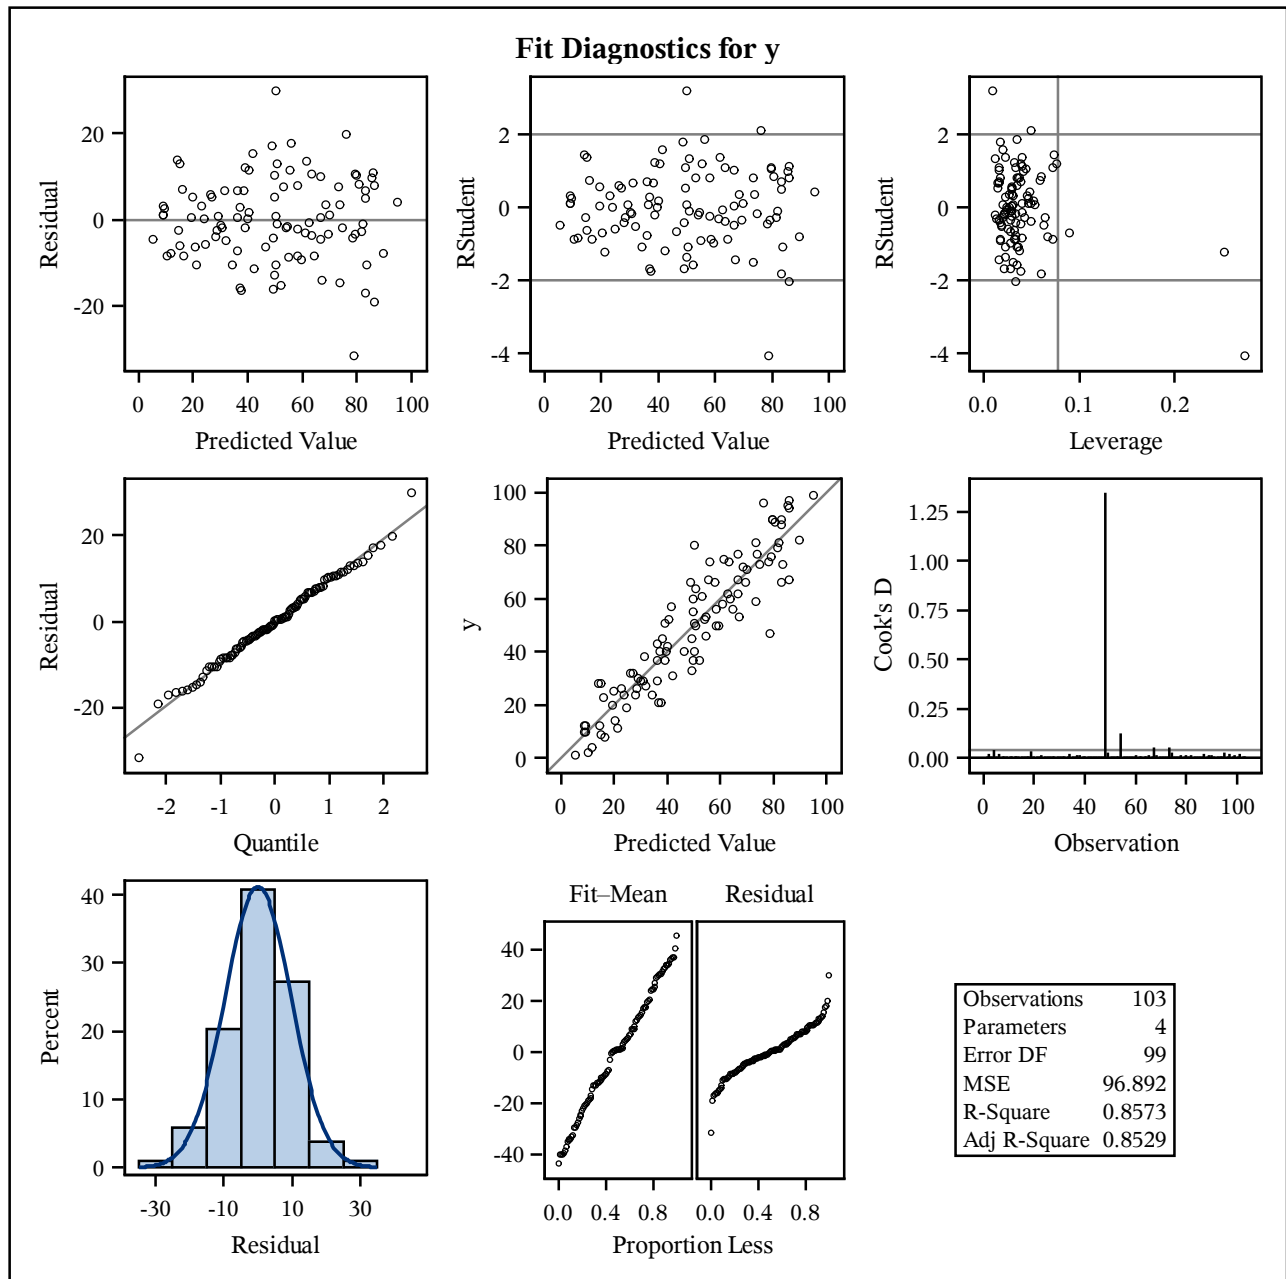 Fit Diagnostics for y
Residual
20
0
-20
0 20 40 60 80 100
Predicted Value
RStudent
2
0
-2
-4
0 20 40 60 80 100
Predicted Value
RStudent
2
0
-2
-4
0.0 0.1 0.2
Leverage
Residual
20
0
-20
-2 -1 0 1 2
Quantile
y
100
80
60
40
20
0
0 20 40 60 80 100
Predicted Value
Cook's D
1.25
1.00
0.75
0.50
0.25
0.00
0 20 40 60 80 100
Observation
Percent
40
30
20
10
0
-30 -10 10 30
Residual
Fit–Mean Residual
40
20
0
-20
-40
0.0 0.4 0.8 0.0 0.4 0.8
Proportion Less
Observations 103
Parameters 4
Error DF 99
MSE 96.892
R-Square 0.8573
Adj R-Square 0.8529